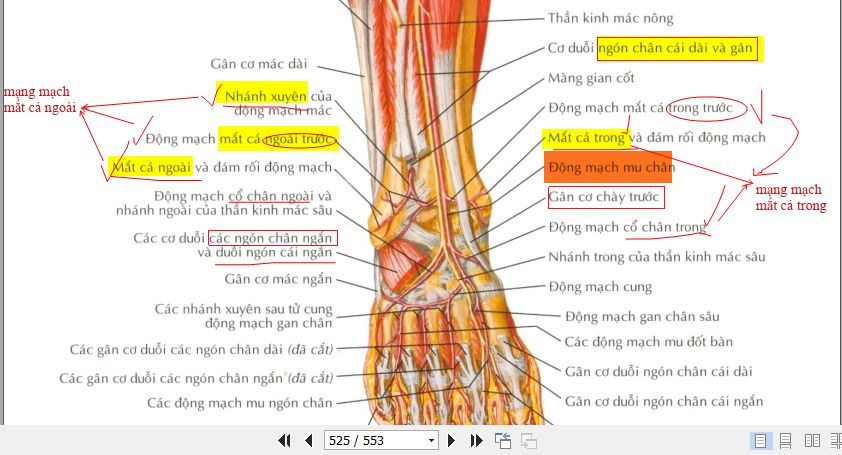 Thần kinh mác nông
Cơ duỗi ngón chân cái dài và gân
Gân cơ mác dài
Màng gian cốt
mạng mạch
mắt cá ngoài
Nhánh xuyên của
động mạch mác
Động mạch mắt cá trong trước
Động mạch mắt cá ngoài trước
Mắt cá trong và đám rối động mạch
Mắt cá ngoài và đám rối động mạch
Động mạch mu chân
mạng mạch
mắt cá trong
Động mạch cổ chân ngoài và
nhánh ngoài của thần kinh mác sâu
Gân cơ chày trước
Động mạch cổ chân trong
Các cơ duỗi các ngón chân ngắn
và duỗi ngón cái ngắn
Nhánh trong của thần kinh mác sâu
Gân cơ mác ngắn
Động mạch cung
Các nhánh xuyên sau tử cung
động mạch gan chân
Động mạch gan chân sâu
Các động mạch mu đốt bàn
Các gân cơ duỗi các ngón chân dài (đã cắt)
Gân cơ duỗi ngón chân cái dài
Các gân cơ duỗi các ngón chân ngắn (đã cắt)
Gân cơ duỗi ngón chân cái ngắn
Các động mạch mu ngón chân
525 / 553